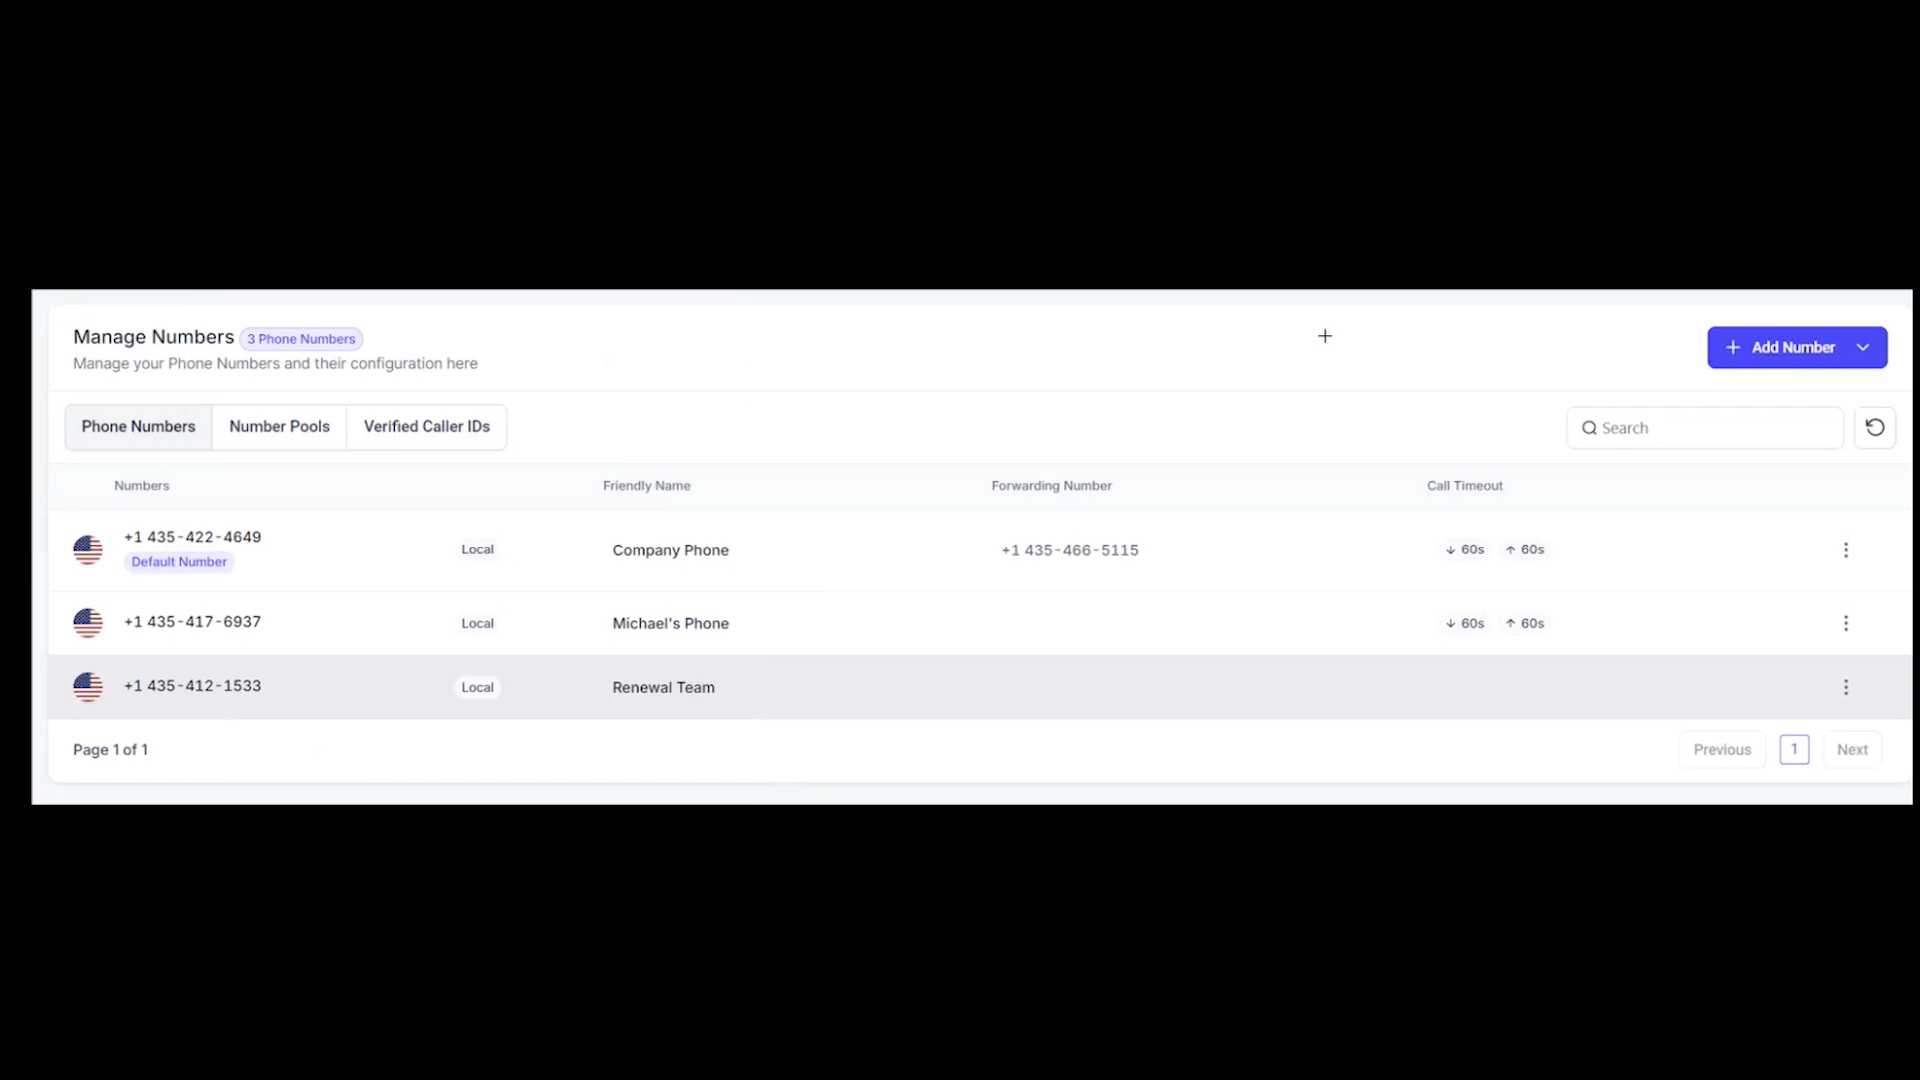 Manage Numbers 3 Phone Numbers
Manage your Phone Numbers and their configuration here
Add Number
Phone Numbers Number Pools Verified Caller IDs Search
Numbers Friendly Name Forwarding Number Call Timeout
+1 435-422-4649
Default Number
Local Company Phone +1 435-466-5115 ↓ 60s ↑ 60s
+1 435-417-6937 Local Michael's Phone ↓ 60s ↑ 60s
+1 435-412-1533 Local Renewal Team
Page 1 of 1 Previous 1 Next